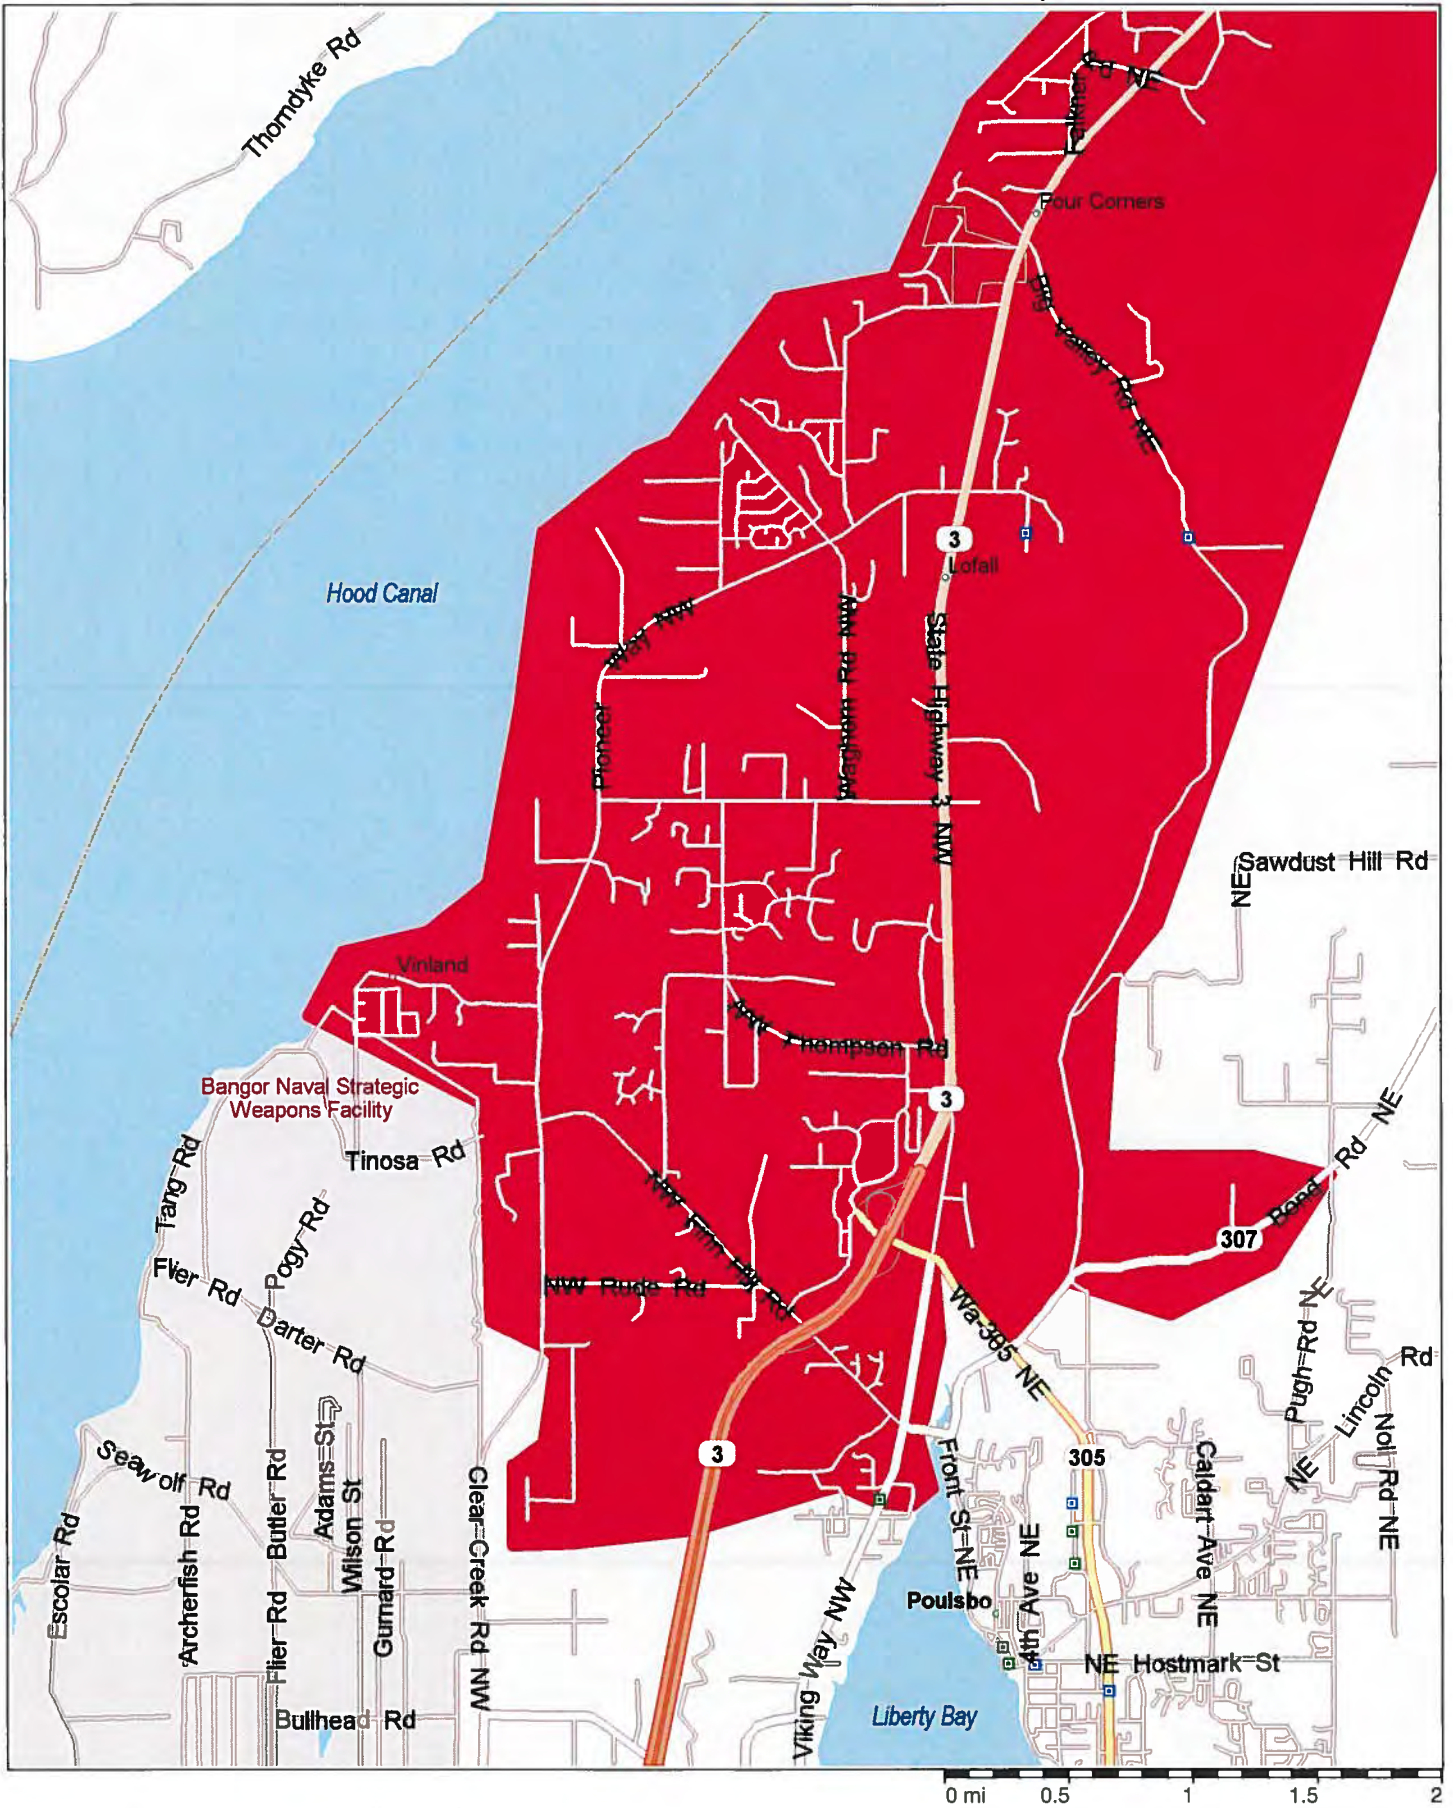 Thorndyke Rd
Falkner
Rd NE
Four Corners
Big Valley Rd NE
3
Lofall
Hood Canal
Way NW
Pioneer
Waghorn Rd NW
State Highway 3 NW
Sawdust Hill Rd
NE
Vinland
NW Thompson Rd
Bangor Naval Strategic
Weapons Facility
3
Tinosa Rd
Tang Rd
Bond Rd NE
NW Finn Hill Rd
Pogy Rd
307
Flier Rd
NW Rude Rd
Darter Rd
Wa-305 NE
Pugh Rd NE
NE Lincoln Rd
Noll Rd NE
Seawolf Rd
Adams St
3
305
Front St NE
Caldart Ave NE
Escolar Rd
Archerfish Rd
Flier Rd
Butler Rd
Wilson St
Gurnard Rd
Clear Creek Rd NW
Viking Way NW
Poulsbo
4th Ave NE
NE Hostmark St
Bullhead Rd
Liberty Bay
0 mi 0.5 1 1.5 2